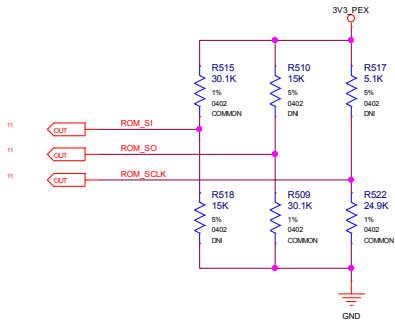 3V3_PEX
R515
30.1K
1%
0402
COMMON
R510
15K
5%
0402
DNI
R517
5.1K
5%
0402
DNI
11 OUT ROM_SI
11 OUT ROM_SO
11 OUT ROM_SCLK
R518
15K
5%
0402
DNI
R509
30.1K
1%
0402
COMMON
R522
24.9K
1%
0402
COMMON
GND